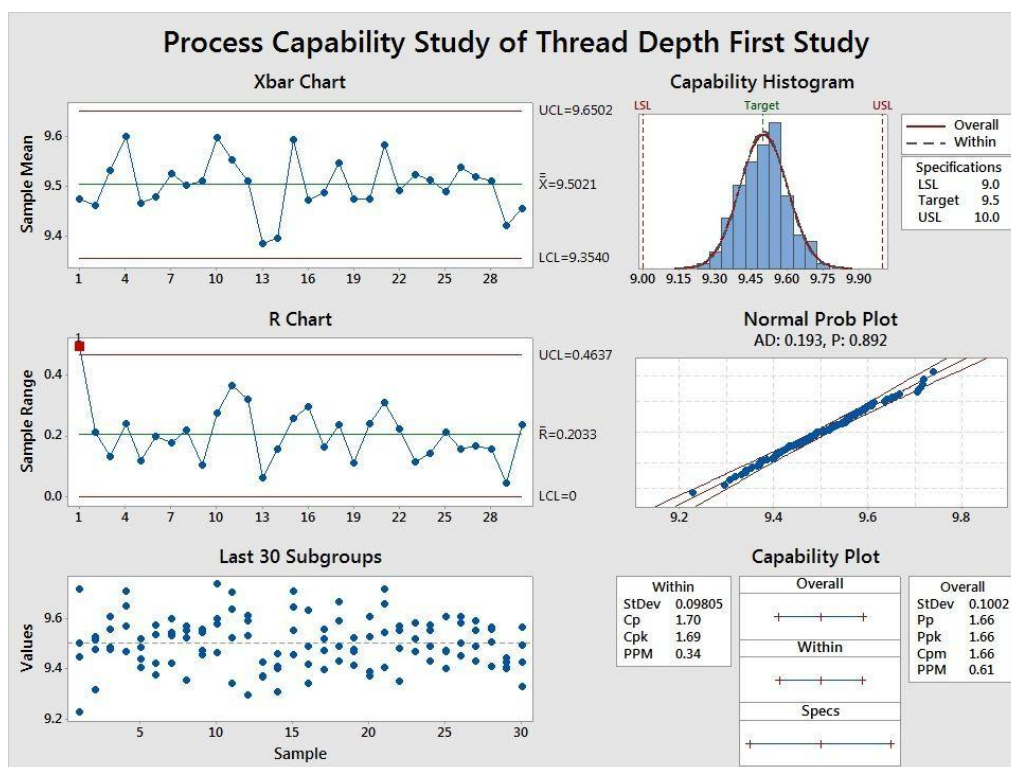 Process Capability Study of Thread Depth First Study
Xbar Chart
Sample Mean
9.6
9.5
9.4
1 4 7 10 13 16 19 22 25 28
UCL=9.6502
X=9.5021
LCL=9.3540
Capability Histogram
LSL Target USL
9.00 9.15 9.30 9.45 9.60 9.75 9.90
Overall
Within
Specifications
LSL 9.0
Target 9.5
USL 10.0
R Chart
Sample Range
1
0.4
0.2
0.0
1 4 7 10 13 16 19 22 25 28
UCL=0.4637
R=0.2033
LCL=0
Normal Prob Plot
AD: 0.193, P: 0.892
9.2 9.4 9.6 9.8
Last 30 Subgroups
Values
9.6
9.4
9.2
5 10 15 20 25 30
Sample
Capability Plot
Within
StDev 0.09805
Cp 1.70
Cpk 1.69
PPM 0.34
Overall
Within
Specs
Overall
StDev 0.1002
Pp 1.66
Ppk 1.66
Cpm 1.66
PPM 0.61